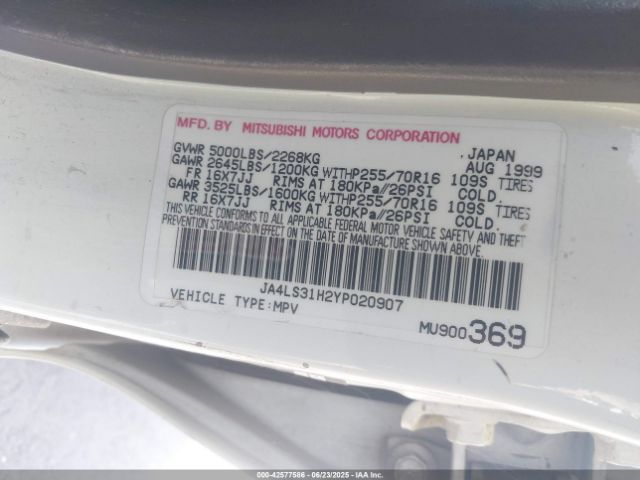 MFD. BY MITSUBISHI MOTORS CORPORATION
GVWR 5000LBS/2268KG JAPAN
GAWR 2645LBS/1200KG WITHP255/70R16 AUG 1999
FR 16X7JJ RIMS AT 180KPa//26PSI 109S TIRES
GAWR 3525LBS/1600KG WITHP255/70R16 COLD.
RR 16X7JJ RIMS AT 180KPa//26PSI 109S TIRES
COLD.
THIS VEHICLE CONFORMS TO ALL APPLICABLE FEDERAL MOTOR VEHICLE SAFETY AND THEFT
PREVENTION STANDARDS IN EFFECT ON THE DATE OF MANUFACTURE SHOWN ABOVE.
JA4LS31H2YP020907
VEHICLE TYPE:MPV
MU900369
000-42577586 - 06/23/2025 - IAAI.COM